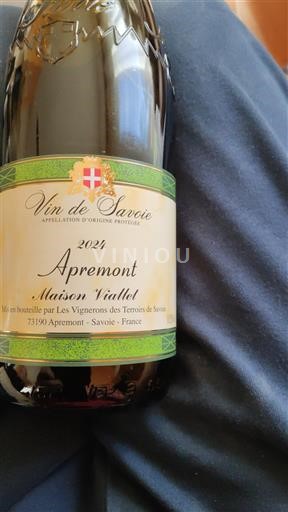 Vin de Savoie
APPELLATION D'ORIGINE PROTÉGÉE
2024
VINIOU
Apremont
Maison Viallet
Mis en bouteille par Les Vignerons des Terroirs de Savoie
73190 Apremont - Savoie - France